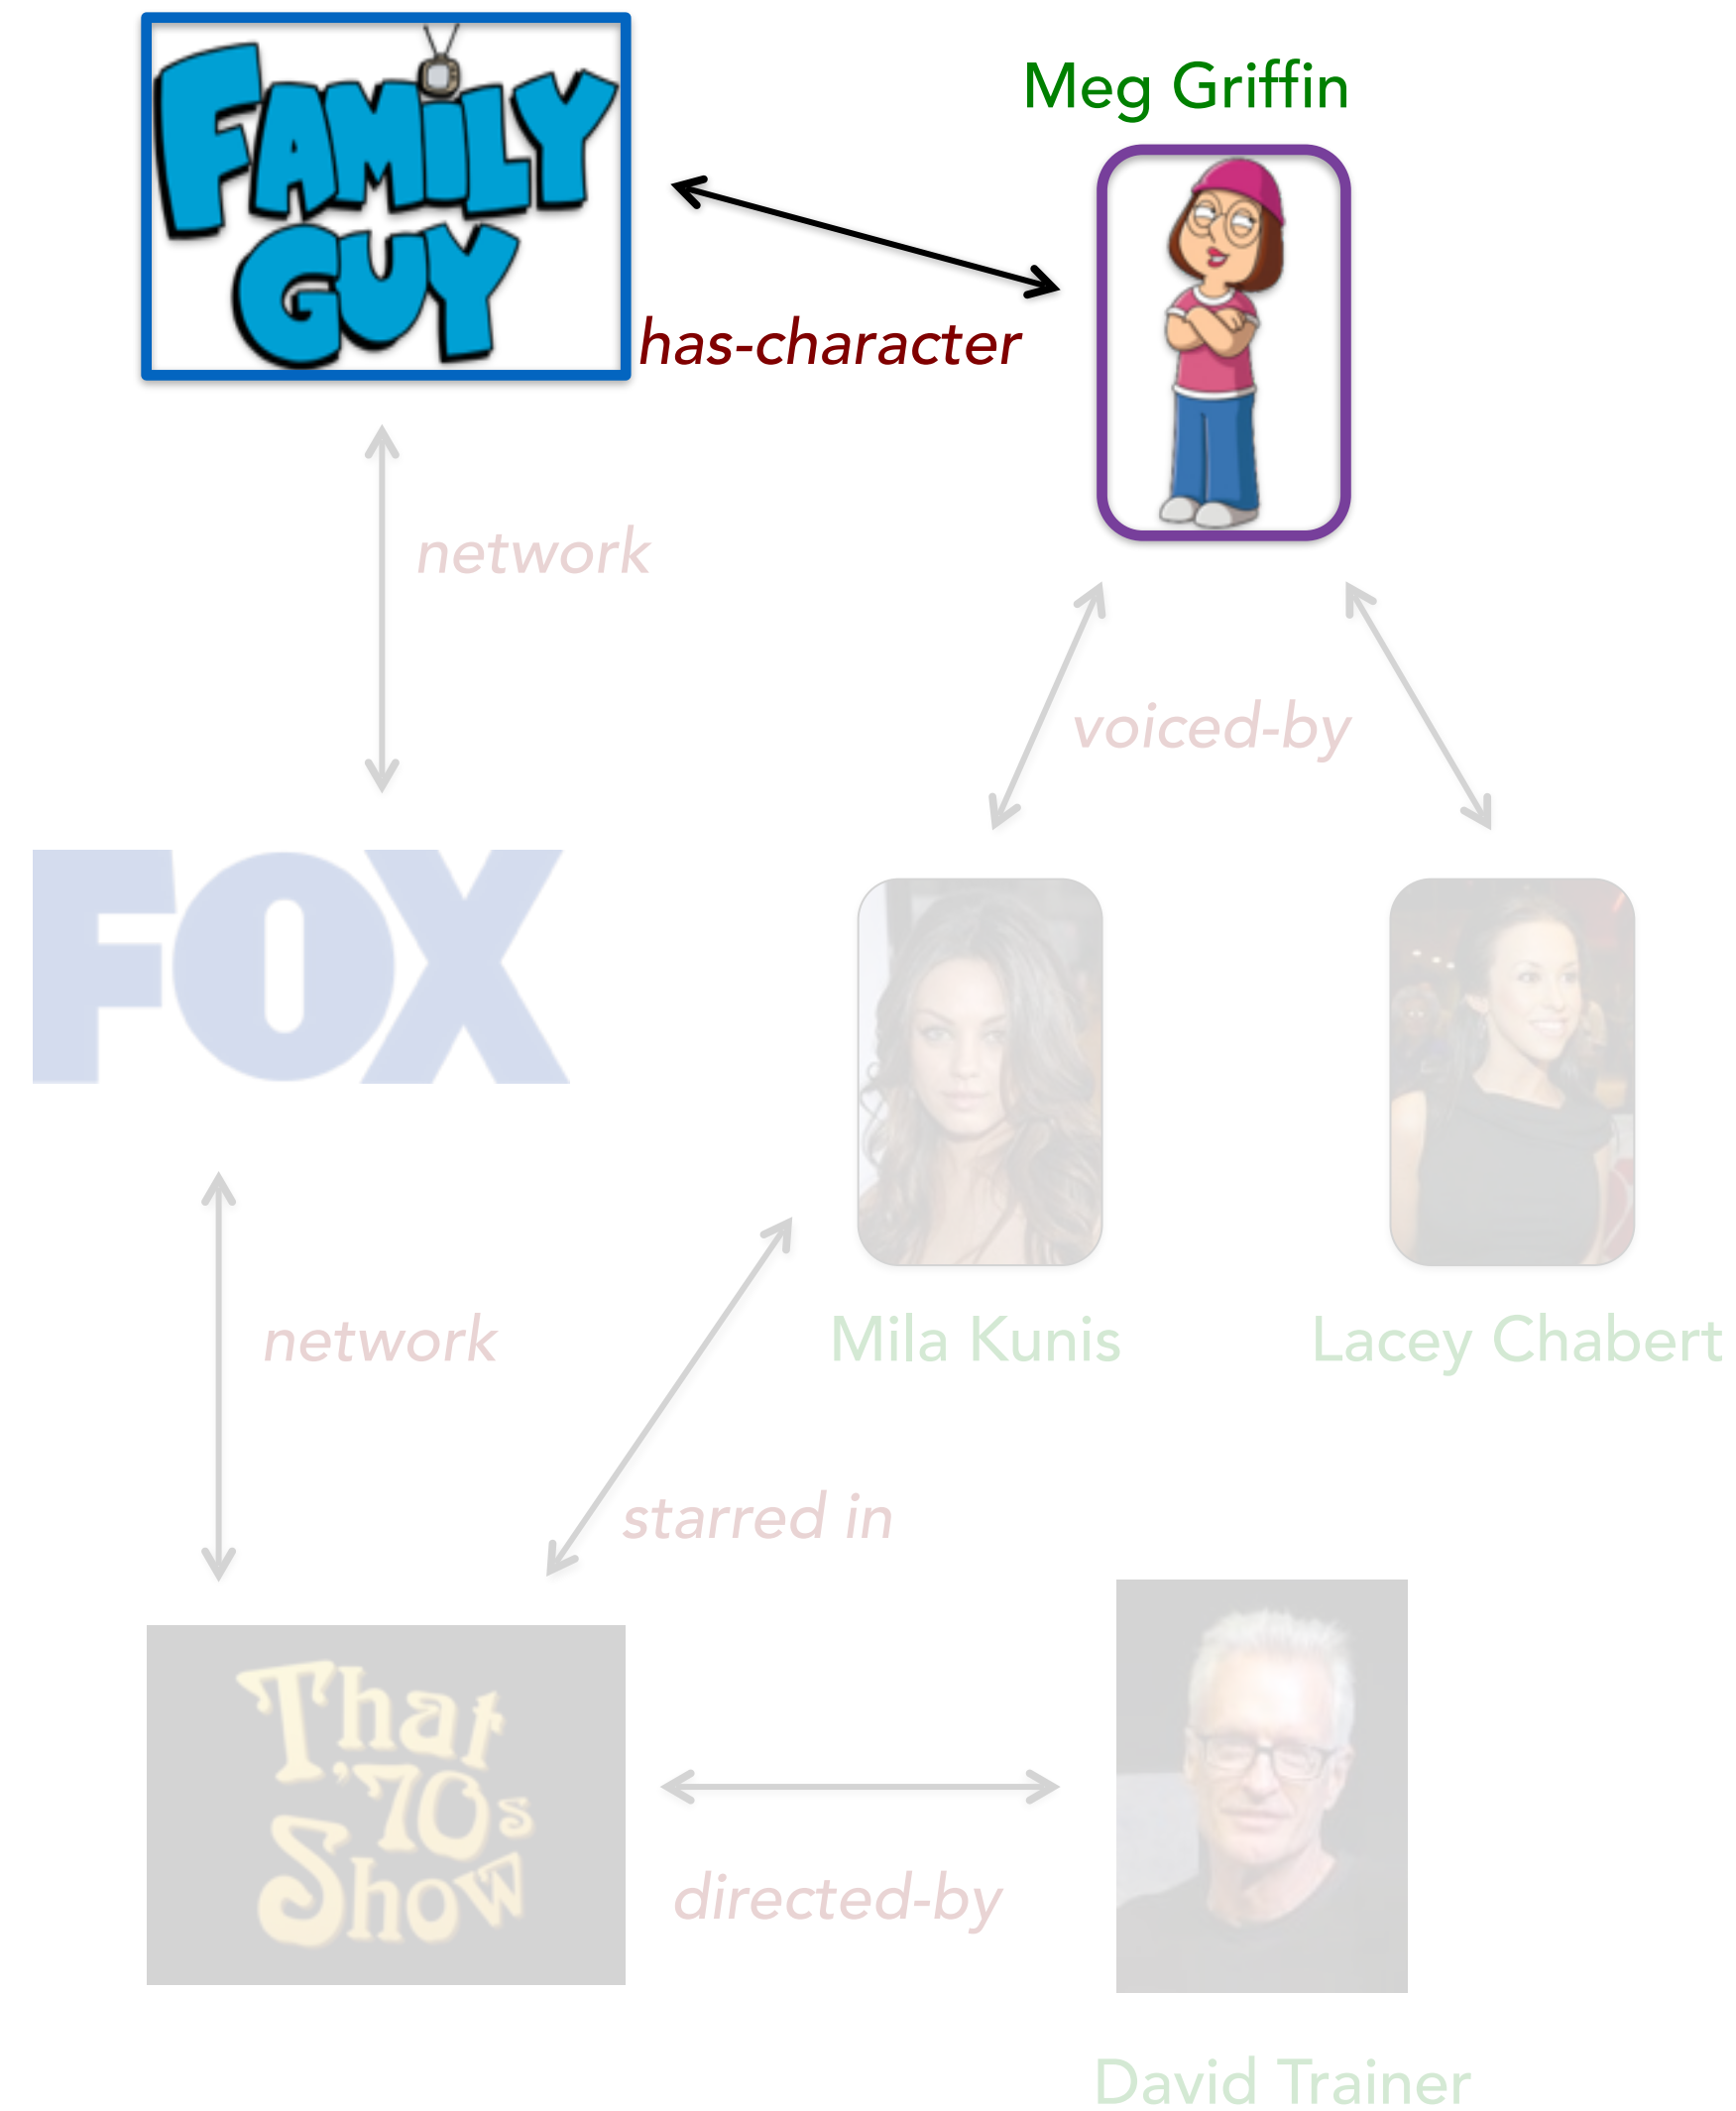 FAMiLY
GUY
Meg Griffin
has-character
network
voiced-by
FOX
Mila Kunis
Lacey Chabert
network
starred in
That
'70s
Show
directed-by
David Trainer